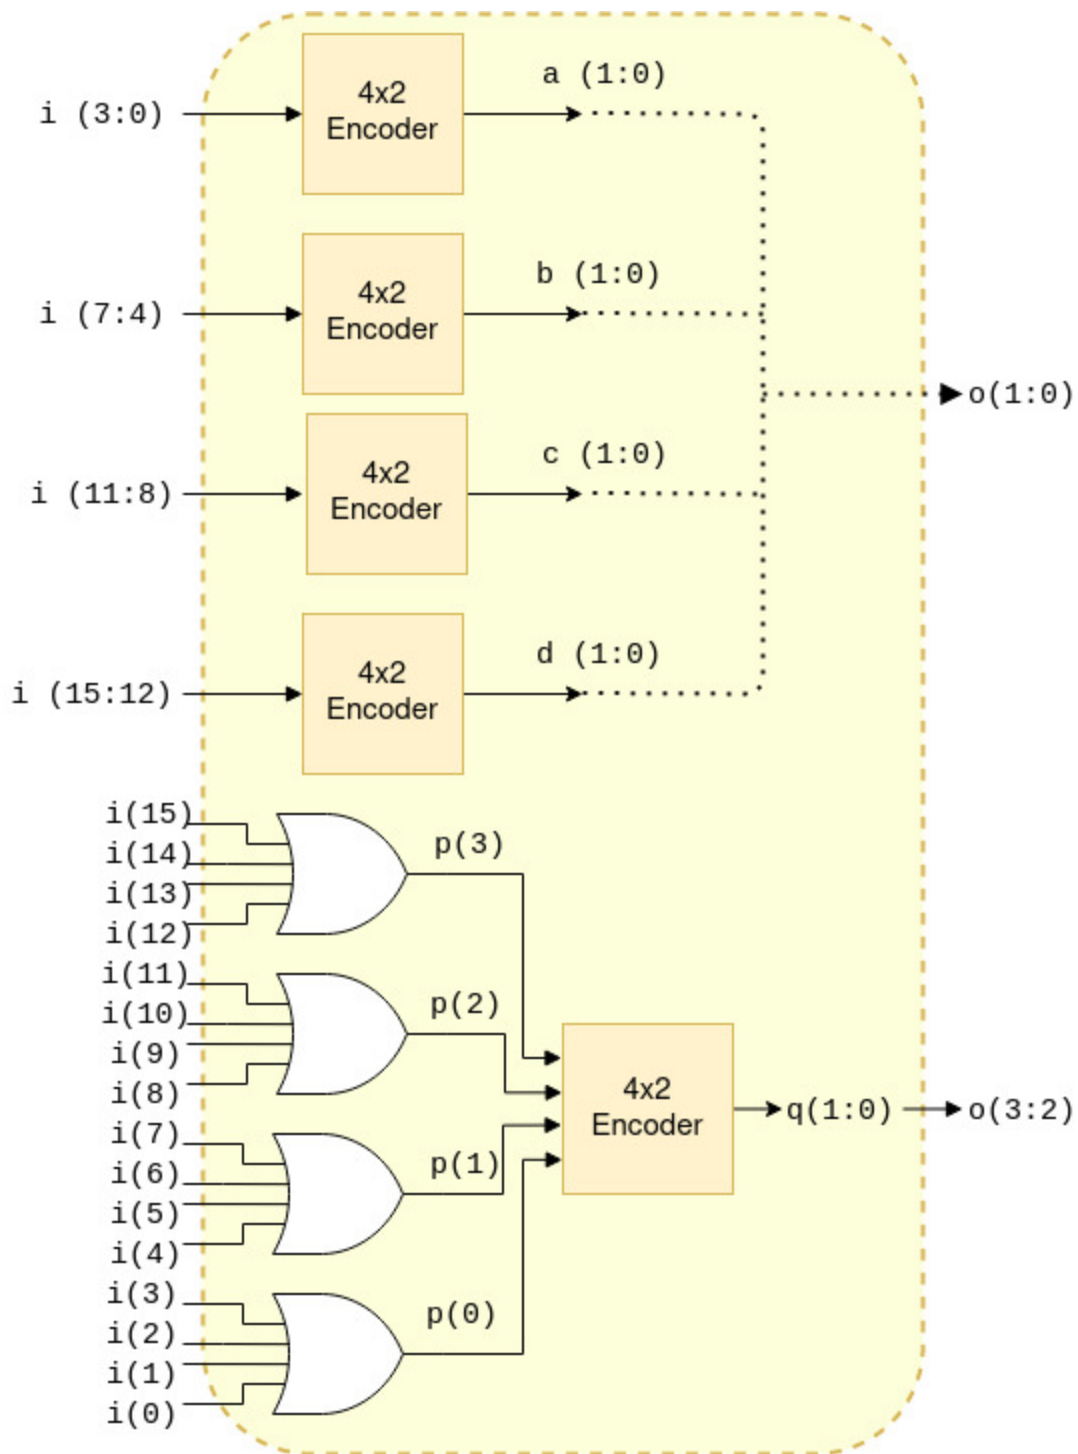 a (1:0)
i (3:0)
4x2
Encoder
b (1:0)
i (7:4)
4x2
Encoder
o(1:0)
c (1:0)
i (11:8)
4x2
Encoder
d (1:0)
i (15:12)
4x2
Encoder
i(15)
i(14)
i(13)
i(12)
p(3)
i(11)
i(10)
i(9)
i(8)
p(2)
i(7)
i(6)
i(5)
i(4)
p(1)
i(3)
i(2)
i(1)
i(0)
p(0)
4x2
Encoder
q(1:0)
o(3:2)